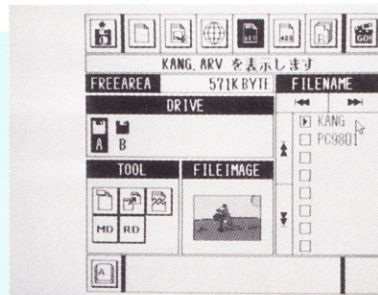 GO!
KANG.ARV を表示します
FREEAREA 571K BYTE
FILENAME
DRIVE
KANG
PC9801
A B
TOOL
FILEIMAGE
MD RD
A